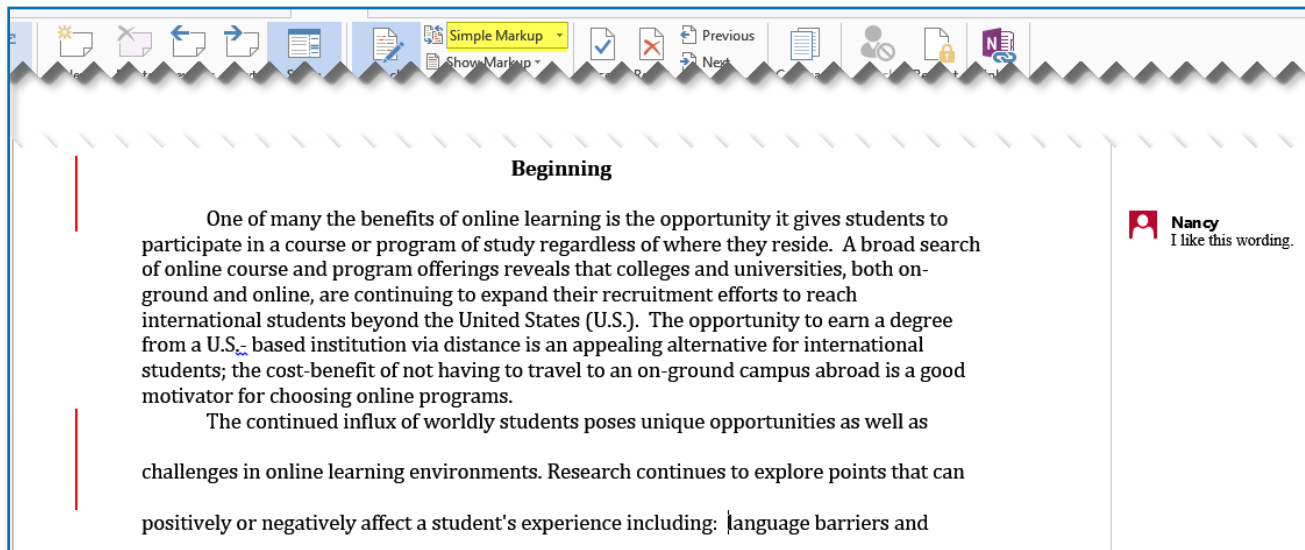 Simple Markup
Previous
Show Markup
Next
Beginning
One of many the benefits of online learning is the opportunity it gives students to
participate in a course or program of study regardless of where they reside.  A broad search
of online course and program offerings reveals that colleges and universities, both on-
ground and online, are continuing to expand their recruitment efforts to reach
international students beyond the United States (U.S.).  The opportunity to earn a degree
from a U.S.- based institution via distance is an appealing alternative for international
students; the cost-benefit of not having to travel to an on-ground campus abroad is a good
motivator for choosing online programs.
The continued influx of worldly students poses unique opportunities as well as
challenges in online learning environments. Research continues to explore points that can
positively or negatively affect a student's experience including:  language barriers and
Nancy
I like this wording.